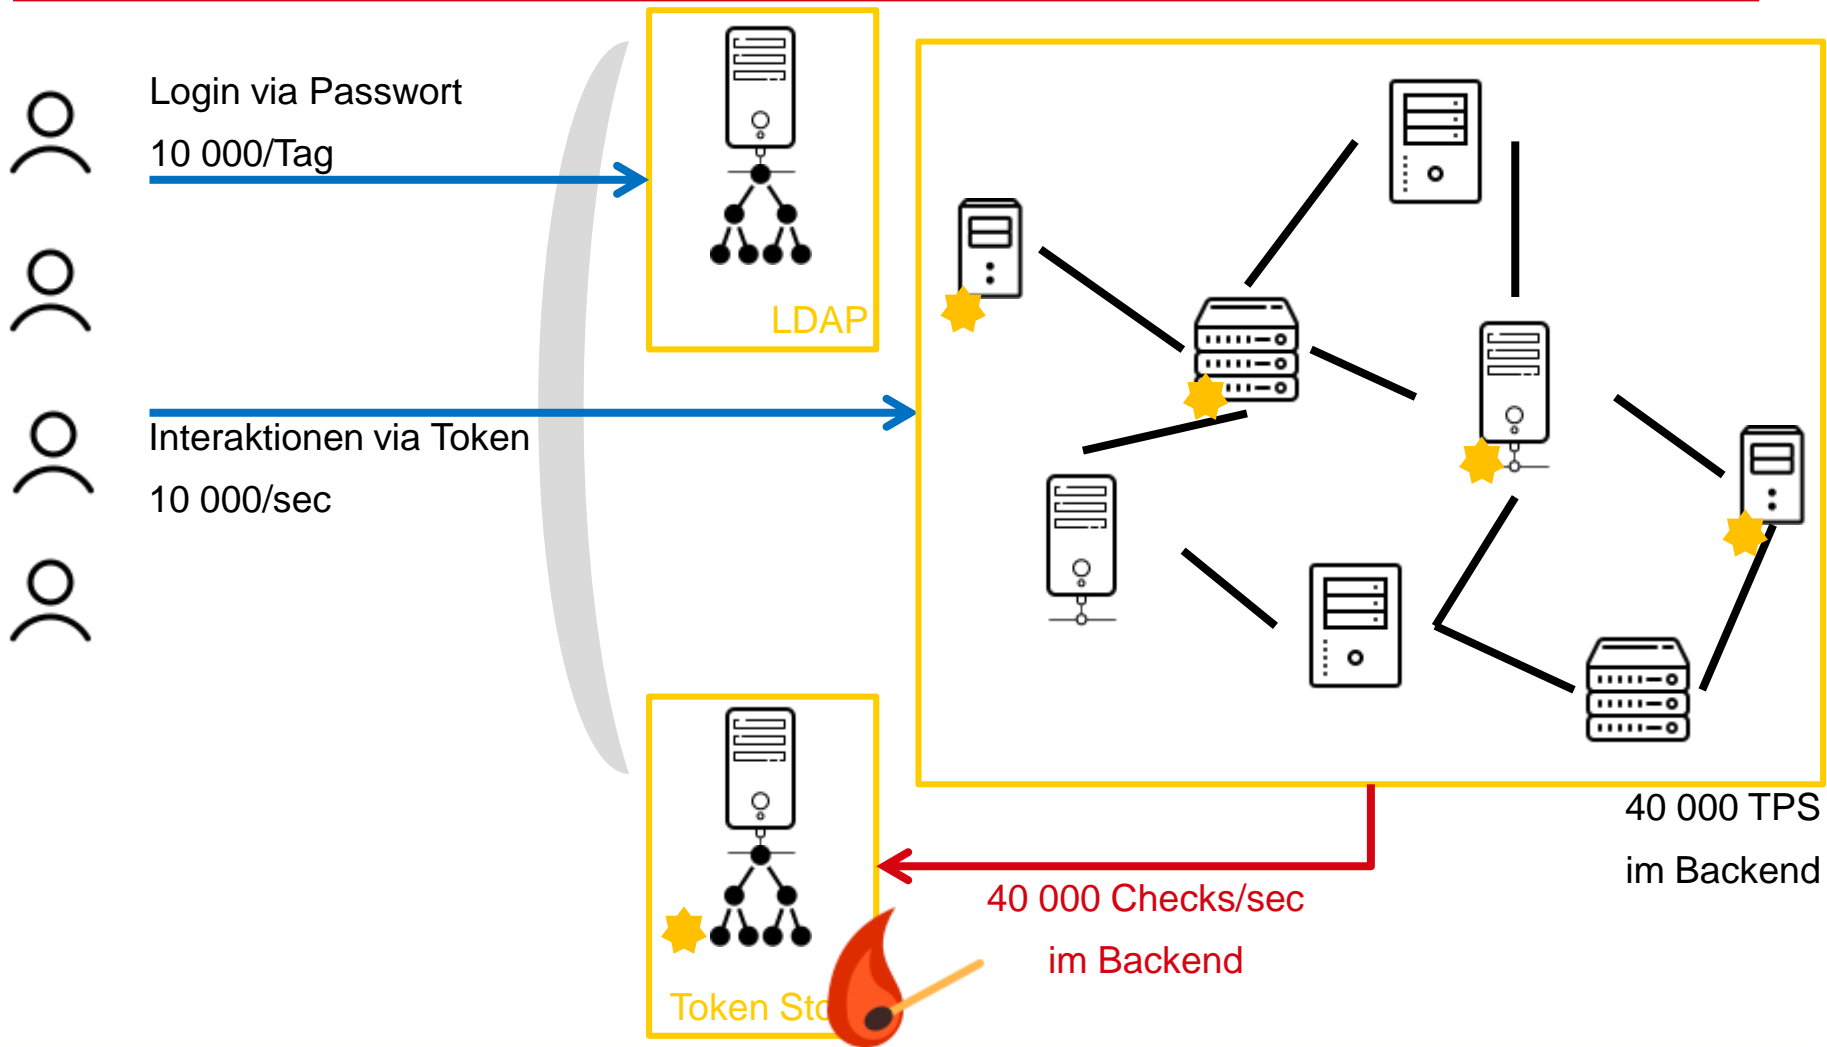 Login via Passwort
10 000/Tag
LDAP
Interaktionen via Token
10 000/sec
40 000 TPS
im Backend
40 000 Checks/sec
im Backend
Token